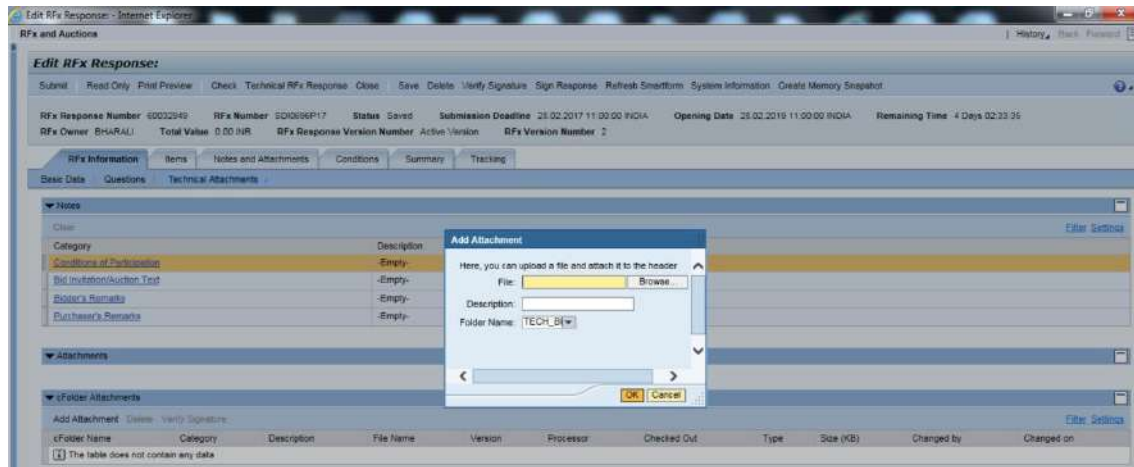 Edit RFx Response: - Internet Explorer
RFx and Auctions
History Back Forward
Edit RFx Response:
Submit Read Only Print Preview Check Technical RFx Response Close Save Delete Verify Signature Sign Response Refresh Smartform System Information Create Memory Snapshot
RFx Response Number RFx Number Status Saved Submission Deadline 28.02.2017 11:00:00 INDIA Opening Date 11:00:00 INDIA Remaining Time 4 Days
RFx Owner BHARALI Total Value 0.00 INR RFx Response Version Number Active Version RFx Version Number 2
RFx Information Items Notes and Attachments Conditions Summary Tracking
Basic Data Questions Technical Attachments
Notes
Clear Filter Settings
Category Description
Conditions of Participation -Empty-
Bid Invitation/Auction Text -Empty-
Bidder's Remarks -Empty-
Purchaser's Remarks -Empty-
Add Attachment
Here, you can upload a file and attach it to the header
File: Browse...
Description:
Folder Name: TECH_BI
OK Cancel
Attachments
cFolder Attachments
Add Attachment Delete Verify Signature Filter Settings
cFolder Name Category Description File Name Version Processor Checked Out Type Size (KB) Changed by Changed on
The table does not contain any data